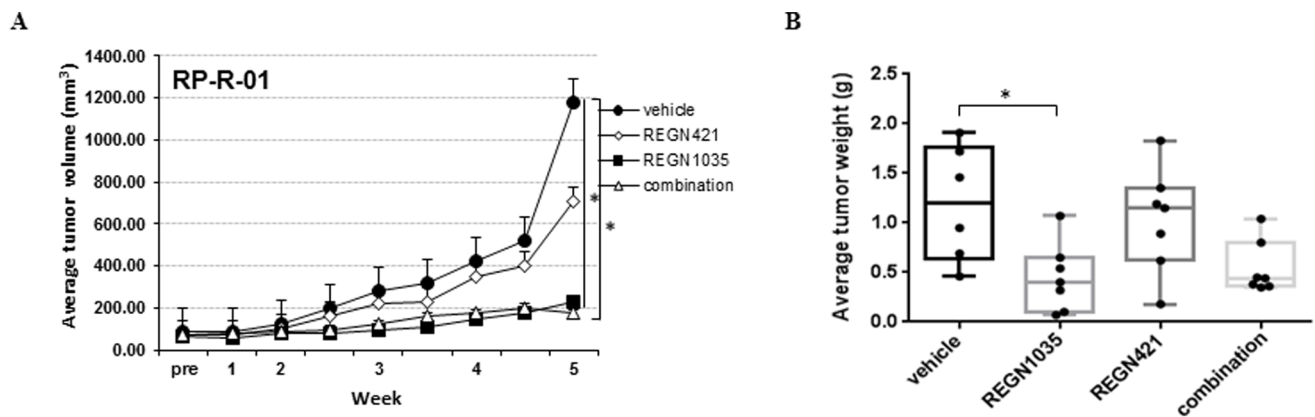 A
RP-R-01
Average tumor volume (mm³)
1400.00
1200.00
1000.00
800.00
600.00
400.00
200.00
0.00
pre 1 2 3 4 5
Week
vehicle
REGN421
REGN1035
combination
*
*
B
Average tumor weight (g)
2.5
2.0
1.5
1.0
0.5
0.0
*
vehicle
REGN1035
REGN421
combination